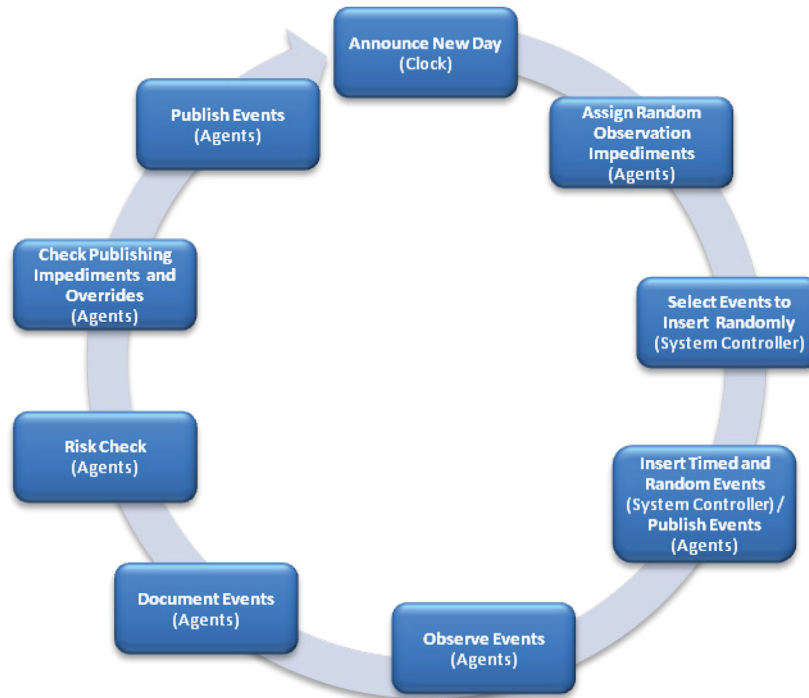 Announce New Day
(Clock)
Assign Random
Observation
Impediments
(Agents)
Select Events to
Insert Randomly
(System Controller)
Insert Timed and
Random Events
(System Controller) /
Publish Events
(Agents)
Observe Events
(Agents)
Document Events
(Agents)
Risk Check
(Agents)
Check Publishing
Impediments and
Overrides
(Agents)
Publish Events
(Agents)